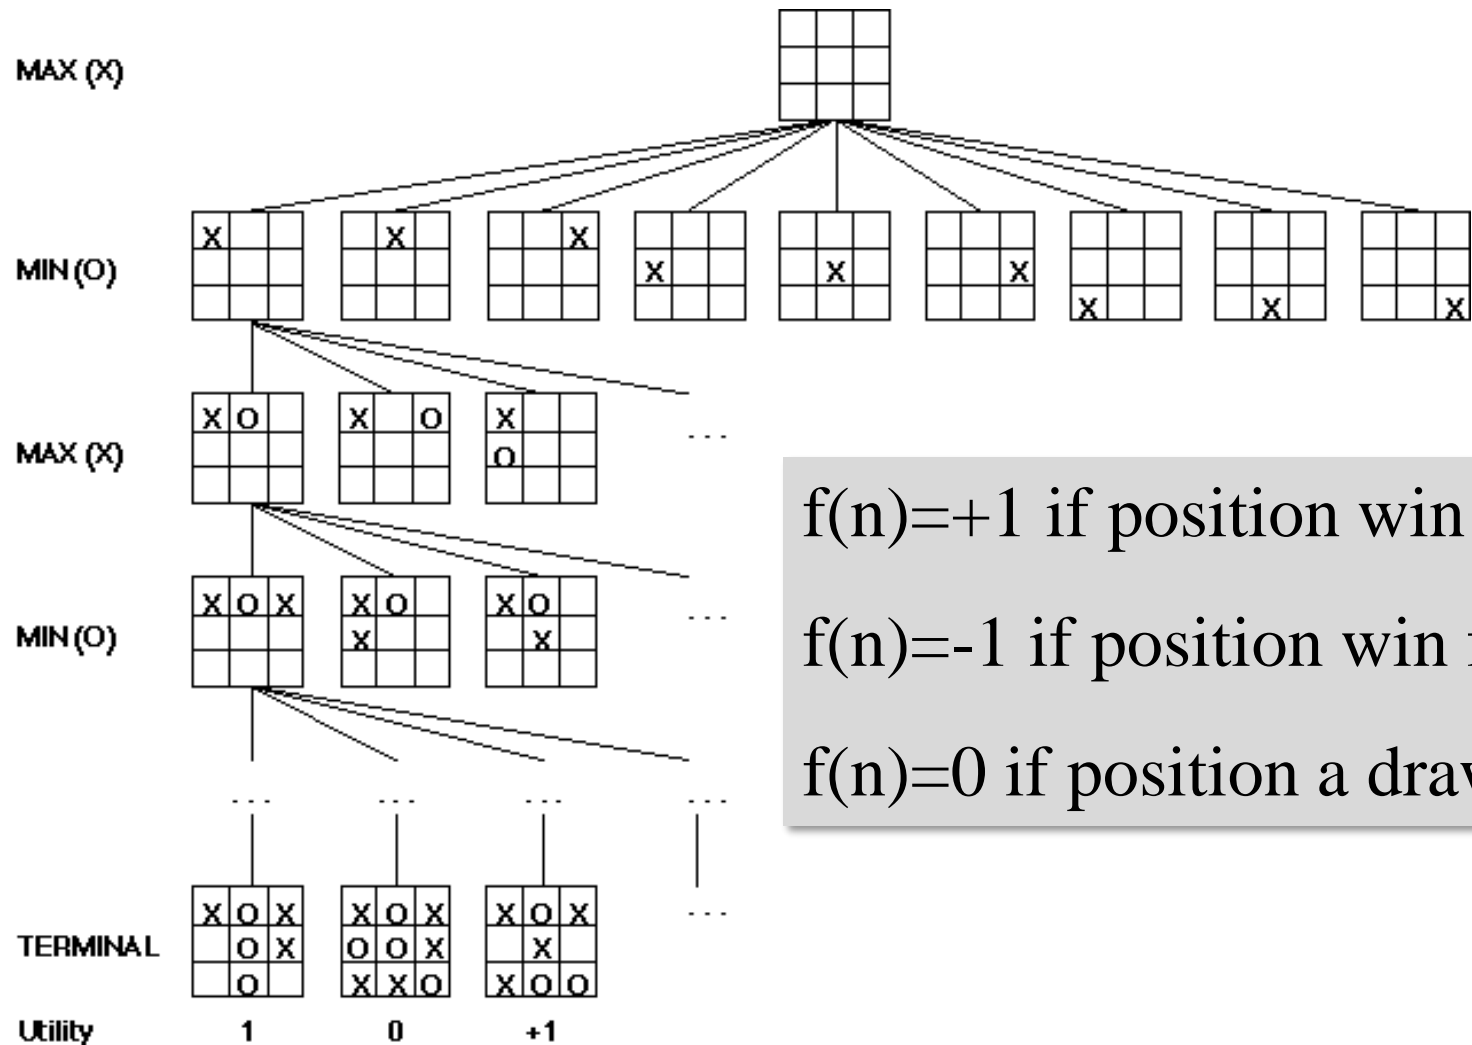 MAX (X)
X X X X X X X X X
MIN (O)
X O X O X
O
MAX (X)
. . .
f(n)=+1 if position win
X O X X O X O
X X
MIN (O)
. . .
f(n)=-1 if position win
f(n)=0 if position a draw
. . . . . . . . . . . .
X O X X O X X O X
O X O O X X
O X X O X O O
TERMINAL
. . .
Utility 1 0 +1